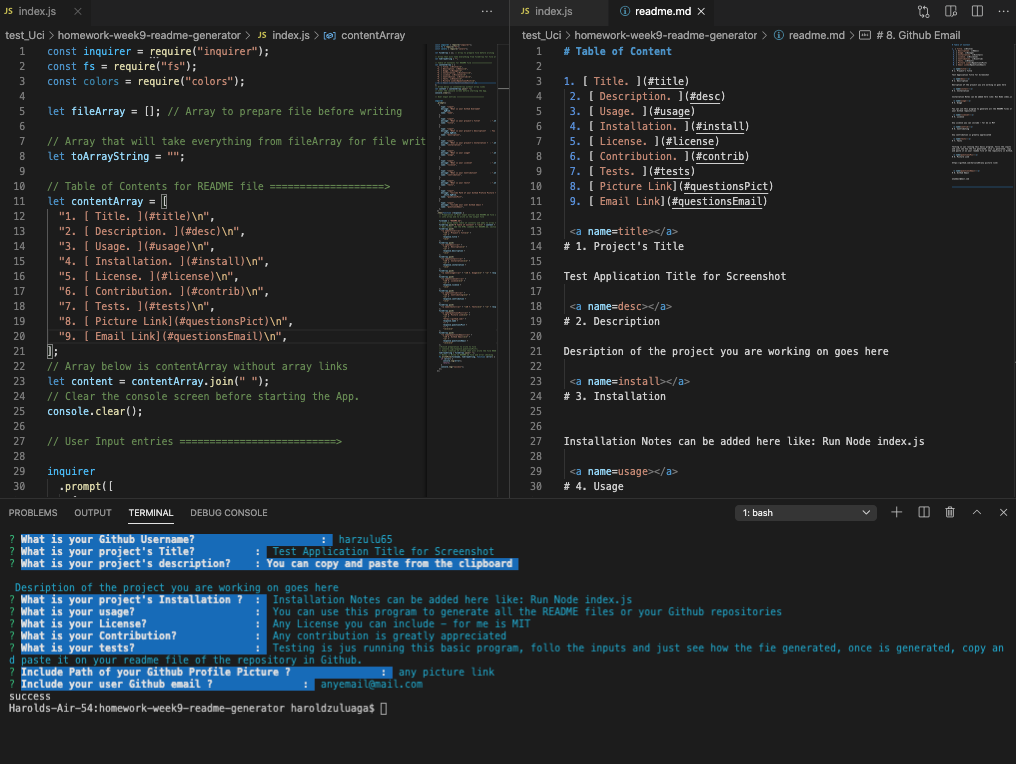 JS index.js ×
···
test_Uci > homework-week9-readme-generator > JS index.js > contentArray
1 const inquirer = require("inquirer");
2 const fs = require("fs");
3 const colors = require("colors");
4
5 let fileArray = []; // Array to prepare file before writing
6
7 // Array that will take everything from fileArray for file writ
8 let toArrayString = "";
9
10 // Table of Contents for README file ===================>
11 let contentArray = [
12 "1. [ Title. ](#title)\n",
13 "2. [ Description. ](#desc)\n",
14 "3. [ Usage. ](#usage)\n",
15 "4. [ Installation. ](#install)\n",
16 "5. [ License. ](#license)\n",
17 "6. [ Contribution. ](#contrib)\n",
18 "7. [ Tests. ](#tests)\n",
19 "8. [ Picture Link](#questionsPict)\n",
20 "9. [ Email Link](#questionsEmail)\n",
21 ];
22 // Array below is contentArray without array links
23 let content = contentArray.join(" ");
24 // Clear the console screen before starting the App.
25 console.clear();
26
27 // User Input entries ==========================>
28
29 inquirer
30 .prompt([
JS index.js
readme.md ×
···
test_Uci > homework-week9-readme-generator > readme.md > # 8. Github Email
1 # Table of Content
2
3 1. [ Title. ](#title)
4 2. [ Description. ](#desc)
5 3. [ Usage. ](#usage)
6 4. [ Installation. ](#install)
7 5. [ License. ](#license)
8 6. [ Contribution. ](#contrib)
9 7. [ Tests. ](#tests)
10 8. [ Picture Link](#questionsPict)
11 9. [ Email Link](#questionsEmail)
12
13 <a name=title></a>
14 # 1. Project's Title
15
16 Test Application Title for Screenshot
17
18 <a name=desc></a>
19 # 2. Description
20
21 Desription of the project you are working on goes here
22
23 <a name=install></a>
24 # 3. Installation
25
26
27 Installation Notes can be added here like: Run Node index.js
28
29 <a name=usage></a>
30 # 4. Usage
PROBLEMS OUTPUT TERMINAL DEBUG CONSOLE
1: bash
? What is your Github Username? : harzulu65
? What is your project's Title? : Test Application Title for Screenshot
? What is your project's description? : You can copy and paste from the clipboard
Desription of the project you are working on goes here
? What is your project's Installation ? : Installation Notes can be added here like: Run Node index.js
? What is your usage? : You can use this program to generate all the README files or your Github repositories
? What is your License? : Any License you can include - for me is MIT
? What is your Contribution? : Any contribution is greatly appreciated
? What is your tests? : Testing is jus running this basic program, follo the inputs and just see how the fie generated, once is generated, copy an
d paste it on your readme file of the repository in Github.
? Include Path of your Github Profile Picture ? : any picture link
? Include your user Github email ? : anyemail@mail.com
success
Harolds-Air-54:homework-week9-readme-generator haroldzuluaga$